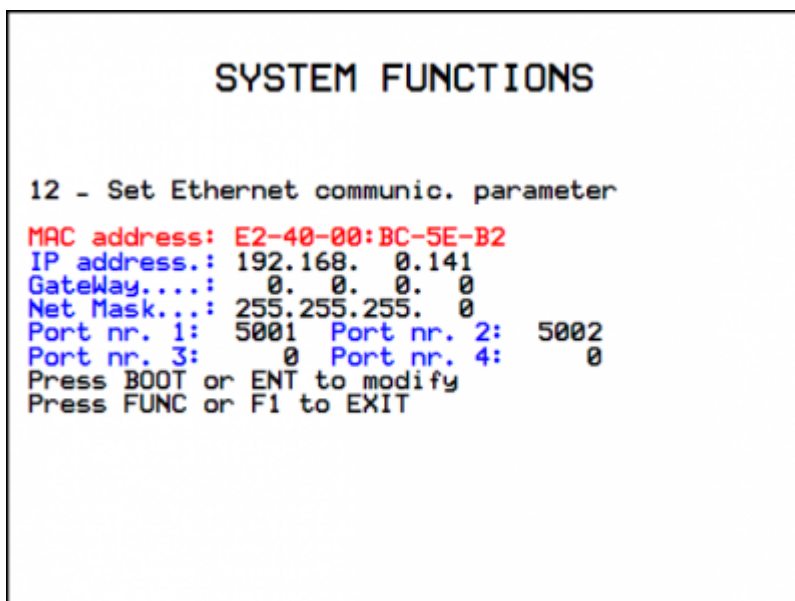 SYSTEM FUNCTIONS
12 - Set Ethernet communic. parameter
MAC address: E2-40-00:BC-5E-B2
IP address.: 192.168.  0.141
GateWay....:   0.  0.  0.  0
Net Mask...: 255.255.255.  0
Port nr. 1:  5001  Port nr. 2:  5002
Port nr. 3:     0  Port nr. 4:     0
Press BOOT or ENT to modify
Press FUNC or F1 to EXIT